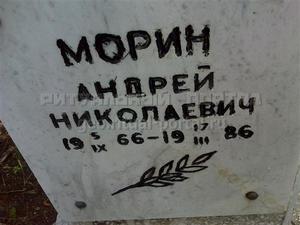 МОРИН
АНДРЕЙ
НИКОЛАЕВИЧ
19 5/IX 66-19 17/III 86